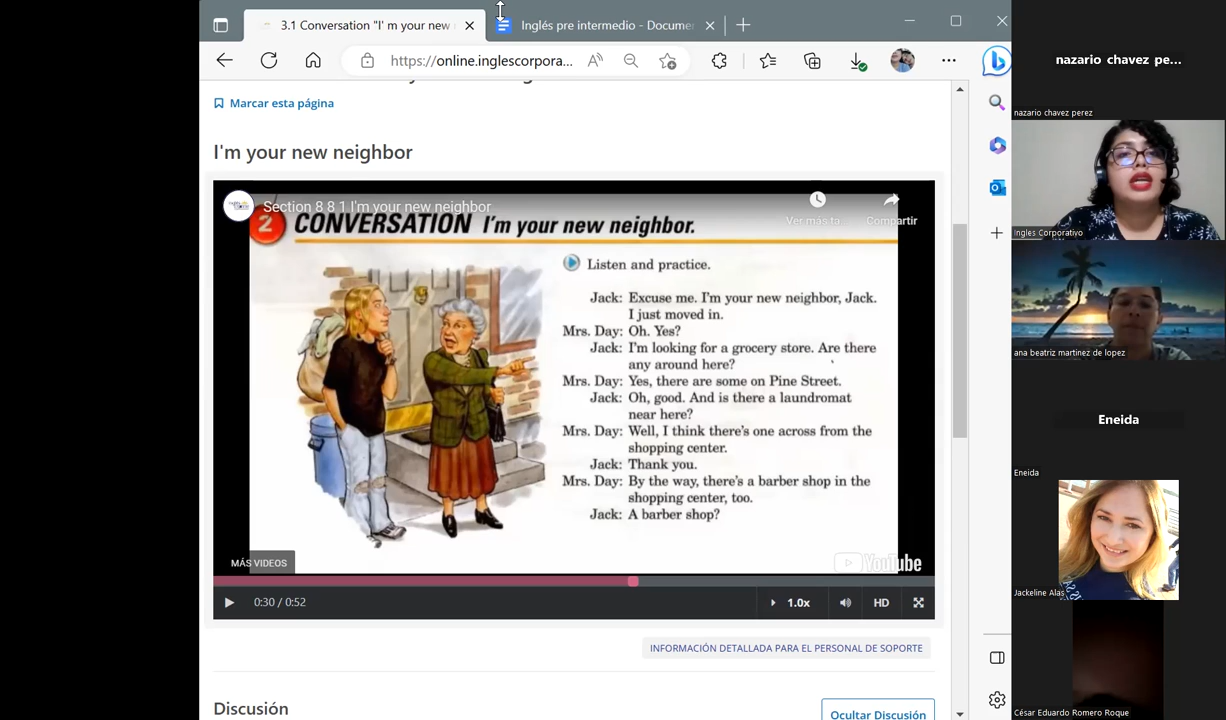 3.1 Conversation "I' m your new
Inglés pre intermedio - Docume
https://online.inglescorpora...
Marcar esta página
I'm your new neighbor
Section 8 8 1 I'm your new neighbor
Ver más ta...
Compartir
2 CONVERSATION I'm your new neighbor.
Listen and practice.
Jack: Excuse me. I'm your new neighbor, Jack.
I just moved in.
Mrs. Day: Oh. Yes?
Jack: I'm looking for a grocery store. Are there
any around here?
Mrs. Day: Yes, there are some on Pine Street.
Jack: Oh, good. And is there a laundromat
near here?
Mrs. Day: Well, I think there's one across from the
shopping center.
Jack: Thank you.
Mrs. Day: By the way, there's a barber shop in the
shopping center, too.
Jack: A barber shop?
MÁS VIDEOS
YouTube
0:30 / 0:52
1.0x
HD
INFORMACIÓN DETALLADA PARA EL PERSONAL DE SOPORTE
Discusión
Ocultar Discusión
nazario chavez pe...
nazario chavez perez
Ingles Corporativo
ana beatriz martinez de lopez
Eneida
Eneida
Jackeline Alas
César Eduardo Romero Roque